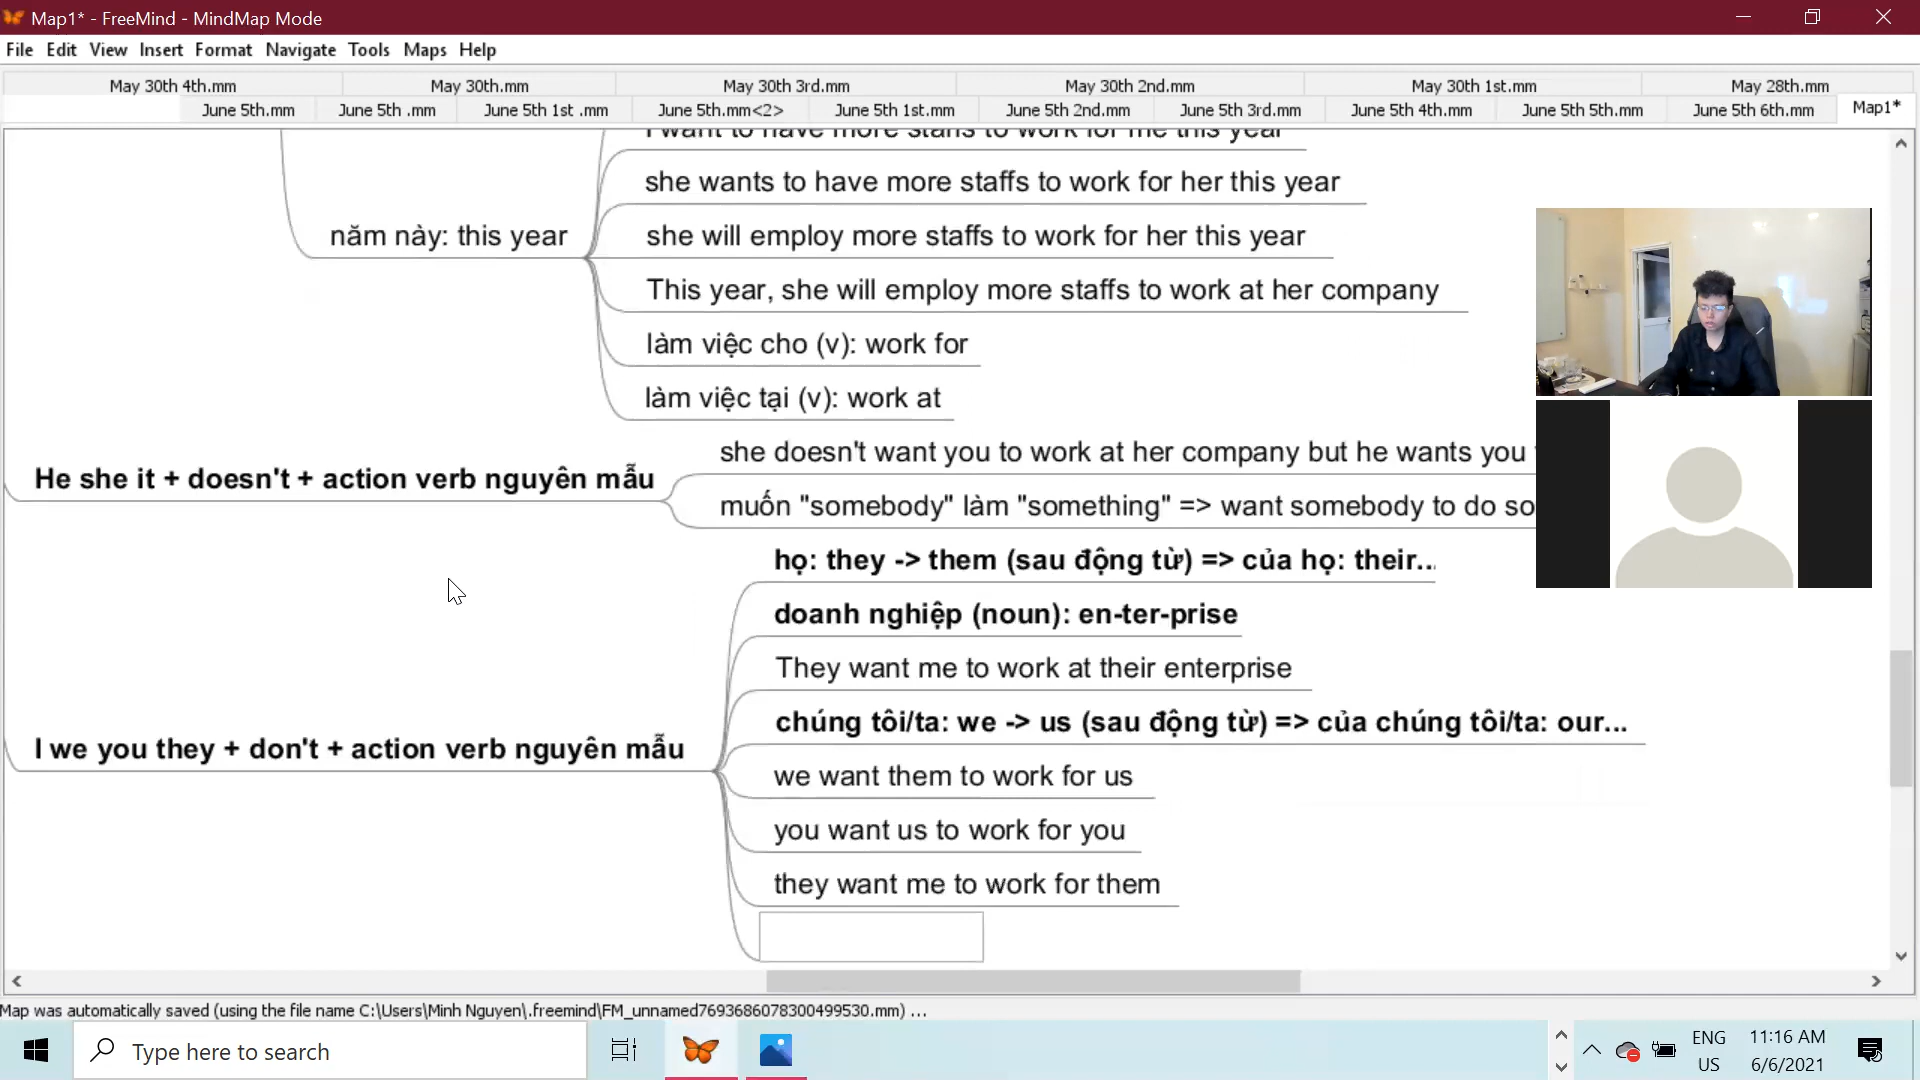 Map1* - FreeMind - MindMap Mode
File Edit View Insert Format Navigate Tools Maps Help
May 30th 4th.mm May 30th.mm May 30th 3rd.mm May 30th 2nd.mm May 30th 1st.mm May 28th.mm
June 5th.mm June 5th .mm June 5th 1st .mm June 5th.mm<2> June 5th 1st.mm June 5th 2nd.mm June 5th 3rd.mm June 5th 4th.mm June 5th 5th.mm June 5th 6th.mm Map1*
I want to have more staffs to work for me this year
she wants to have more staffs to work for her this year
năm này: this year
she will employ more staffs to work for her this year
This year, she will employ more staffs to work at her company
làm việc cho (v): work for
làm việc tại (v): work at
He she it + doesn't + action verb nguyên mẫu
she doesn't want you to work at her company but he wants you
muốn "somebody" làm "something" => want somebody to do so
họ: they -> them (sau động từ) => của họ: their...
doanh nghiệp (noun): en-ter-prise
They want me to work at their enterprise
chúng tôi/ta: we -> us (sau động từ) => của chúng tôi/ta: our...
I we you they + don't + action verb nguyên mẫu
we want them to work for us
you want us to work for you
they want me to work for them
Map was automatically saved (using the file name C:\Users\Minh Nguyen\.freemind\FM_unnamed7693686078300499530.mm) ...
Type here to search
ENG
US
11:16 AM
6/6/2021